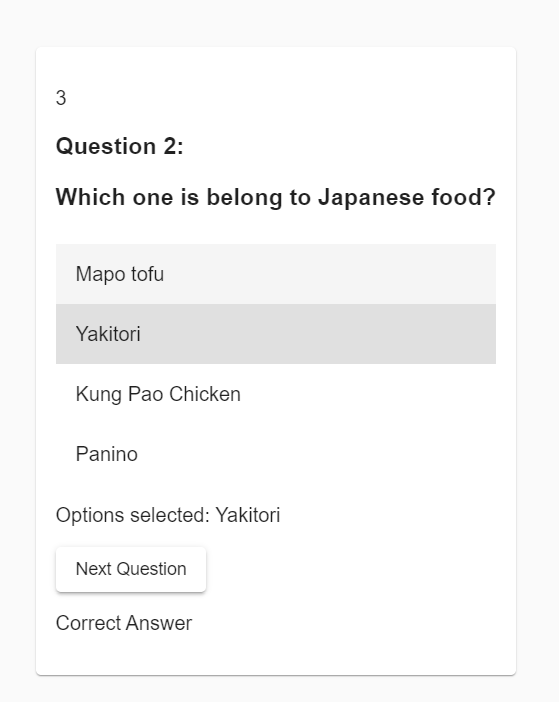 3
Question 2:
Which one is belong to Japanese food?
Mapo tofu
Yakitori
Kung Pao Chicken
Panino
Options selected: Yakitori
Next Question
Correct Answer